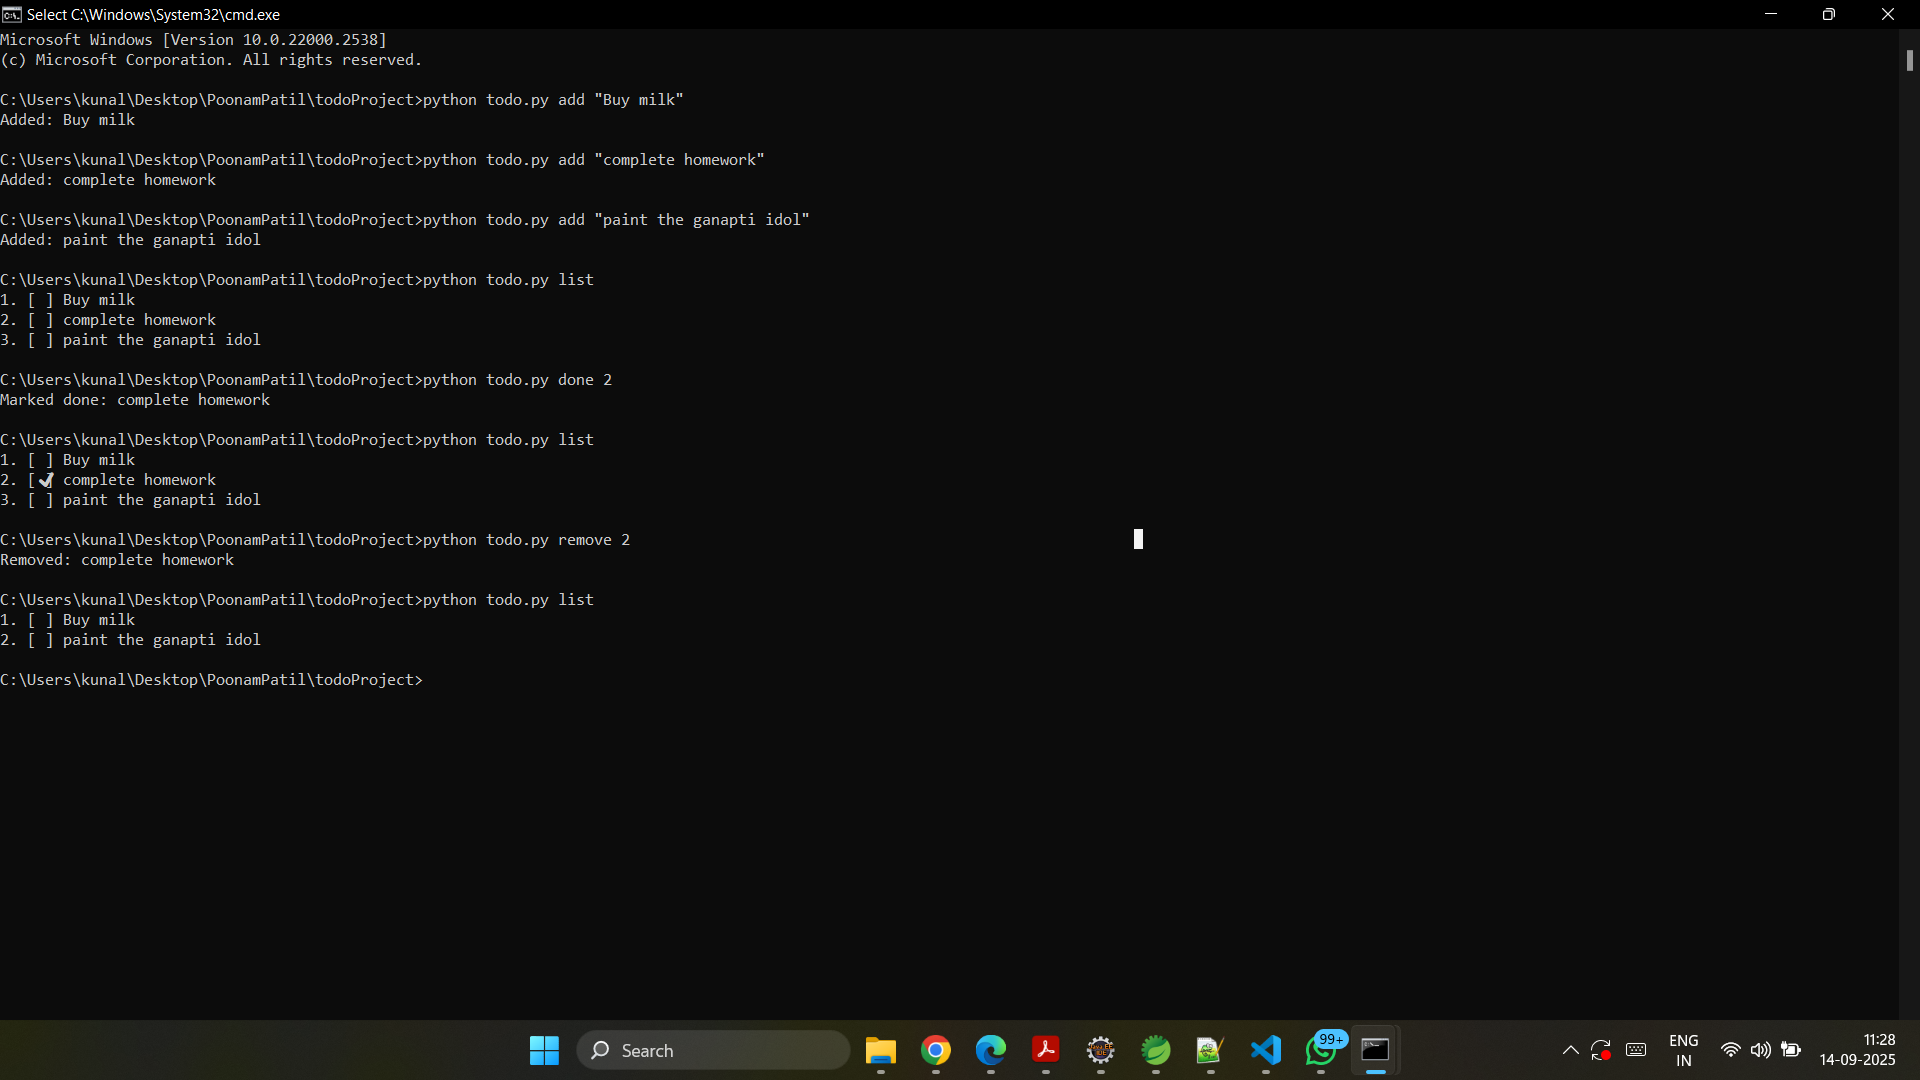 Select C:\Windows\System32\cmd.exe
Microsoft Windows [Version 10.0.22000.2538]
(c) Microsoft Corporation. All rights reserved.
C:\Users\kunal\Desktop\PoonamPatil\todoProject>python todo.py add "Buy milk"
Added: Buy milk
C:\Users\kunal\Desktop\PoonamPatil\todoProject>python todo.py add "complete homework"
Added: complete homework
C:\Users\kunal\Desktop\PoonamPatil\todoProject>python todo.py add "paint the ganapti idol"
Added: paint the ganapti idol
C:\Users\kunal\Desktop\PoonamPatil\todoProject>python todo.py list
1. [ ] Buy milk
2. [ ] complete homework
3. [ ] paint the ganapti idol
C:\Users\kunal\Desktop\PoonamPatil\todoProject>python todo.py done 2
Marked done: complete homework
C:\Users\kunal\Desktop\PoonamPatil\todoProject>python todo.py list
1. [ ] Buy milk
2. [✔] complete homework
3. [ ] paint the ganapti idol
C:\Users\kunal\Desktop\PoonamPatil\todoProject>python todo.py remove 2
Removed: complete homework
C:\Users\kunal\Desktop\PoonamPatil\todoProject>python todo.py list
1. [ ] Buy milk
2. [ ] paint the ganapti idol
C:\Users\kunal\Desktop\PoonamPatil\todoProject>
Search
99+
ENG
IN
11:28
14-09-2025